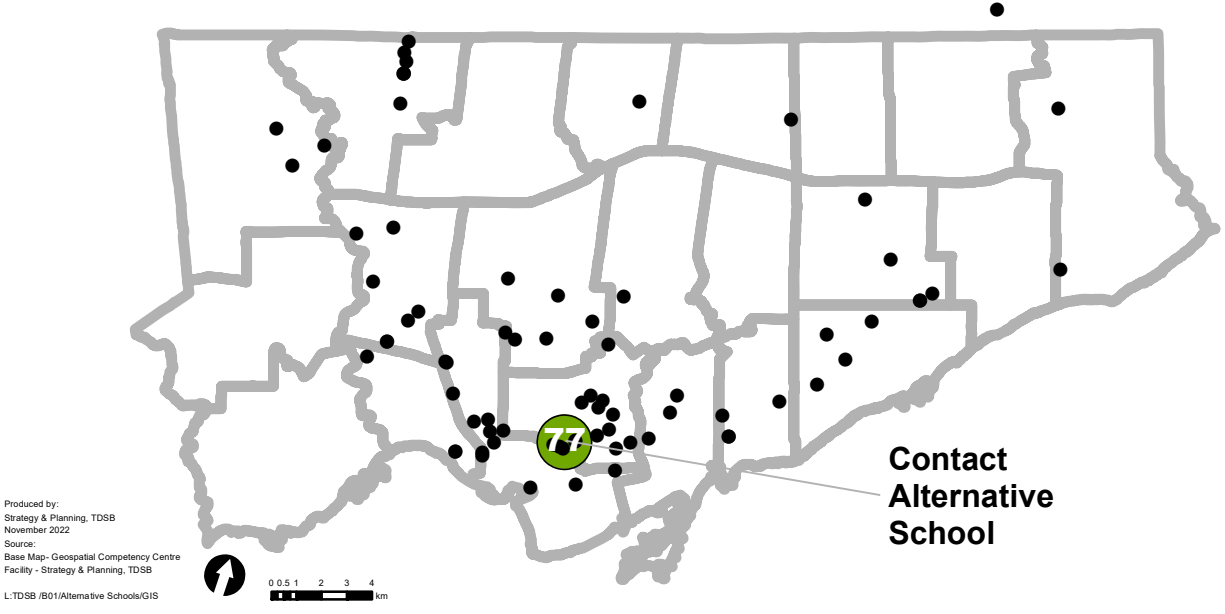 77
Contact
Alternative
School
Produced by:
Strategy & Planning, TDSB
November 2022
Source:
Base Map- Geospatial Competency Centre
Facility - Strategy & Planning, TDSB
L:TDSB /B01/Alternative Schools/GIS
0 0.5 1 2 3 4
km